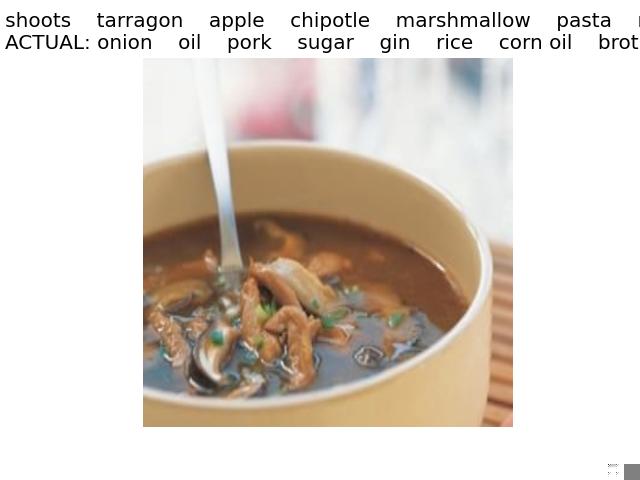 shoots tarragon apple chipotle marshmallow pasta
ACTUAL: onion oil pork sugar gin rice corn oil